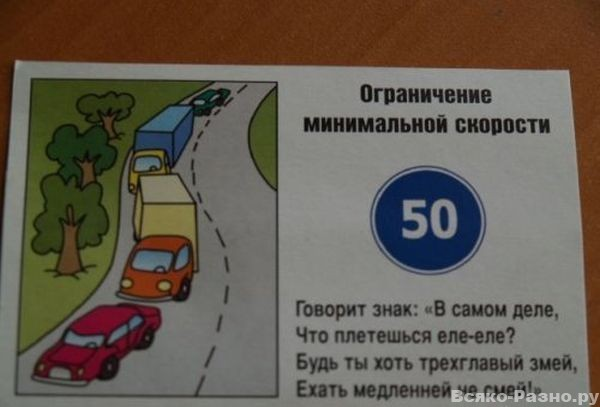 Ограничение
минимальной скорости
50
Говорит знак: «В самом деле,
Что плетешься еле-еле?
Будь ты хоть трехглавый змей,
Ехать медленней не смей!»
Всяко-Разно.ру